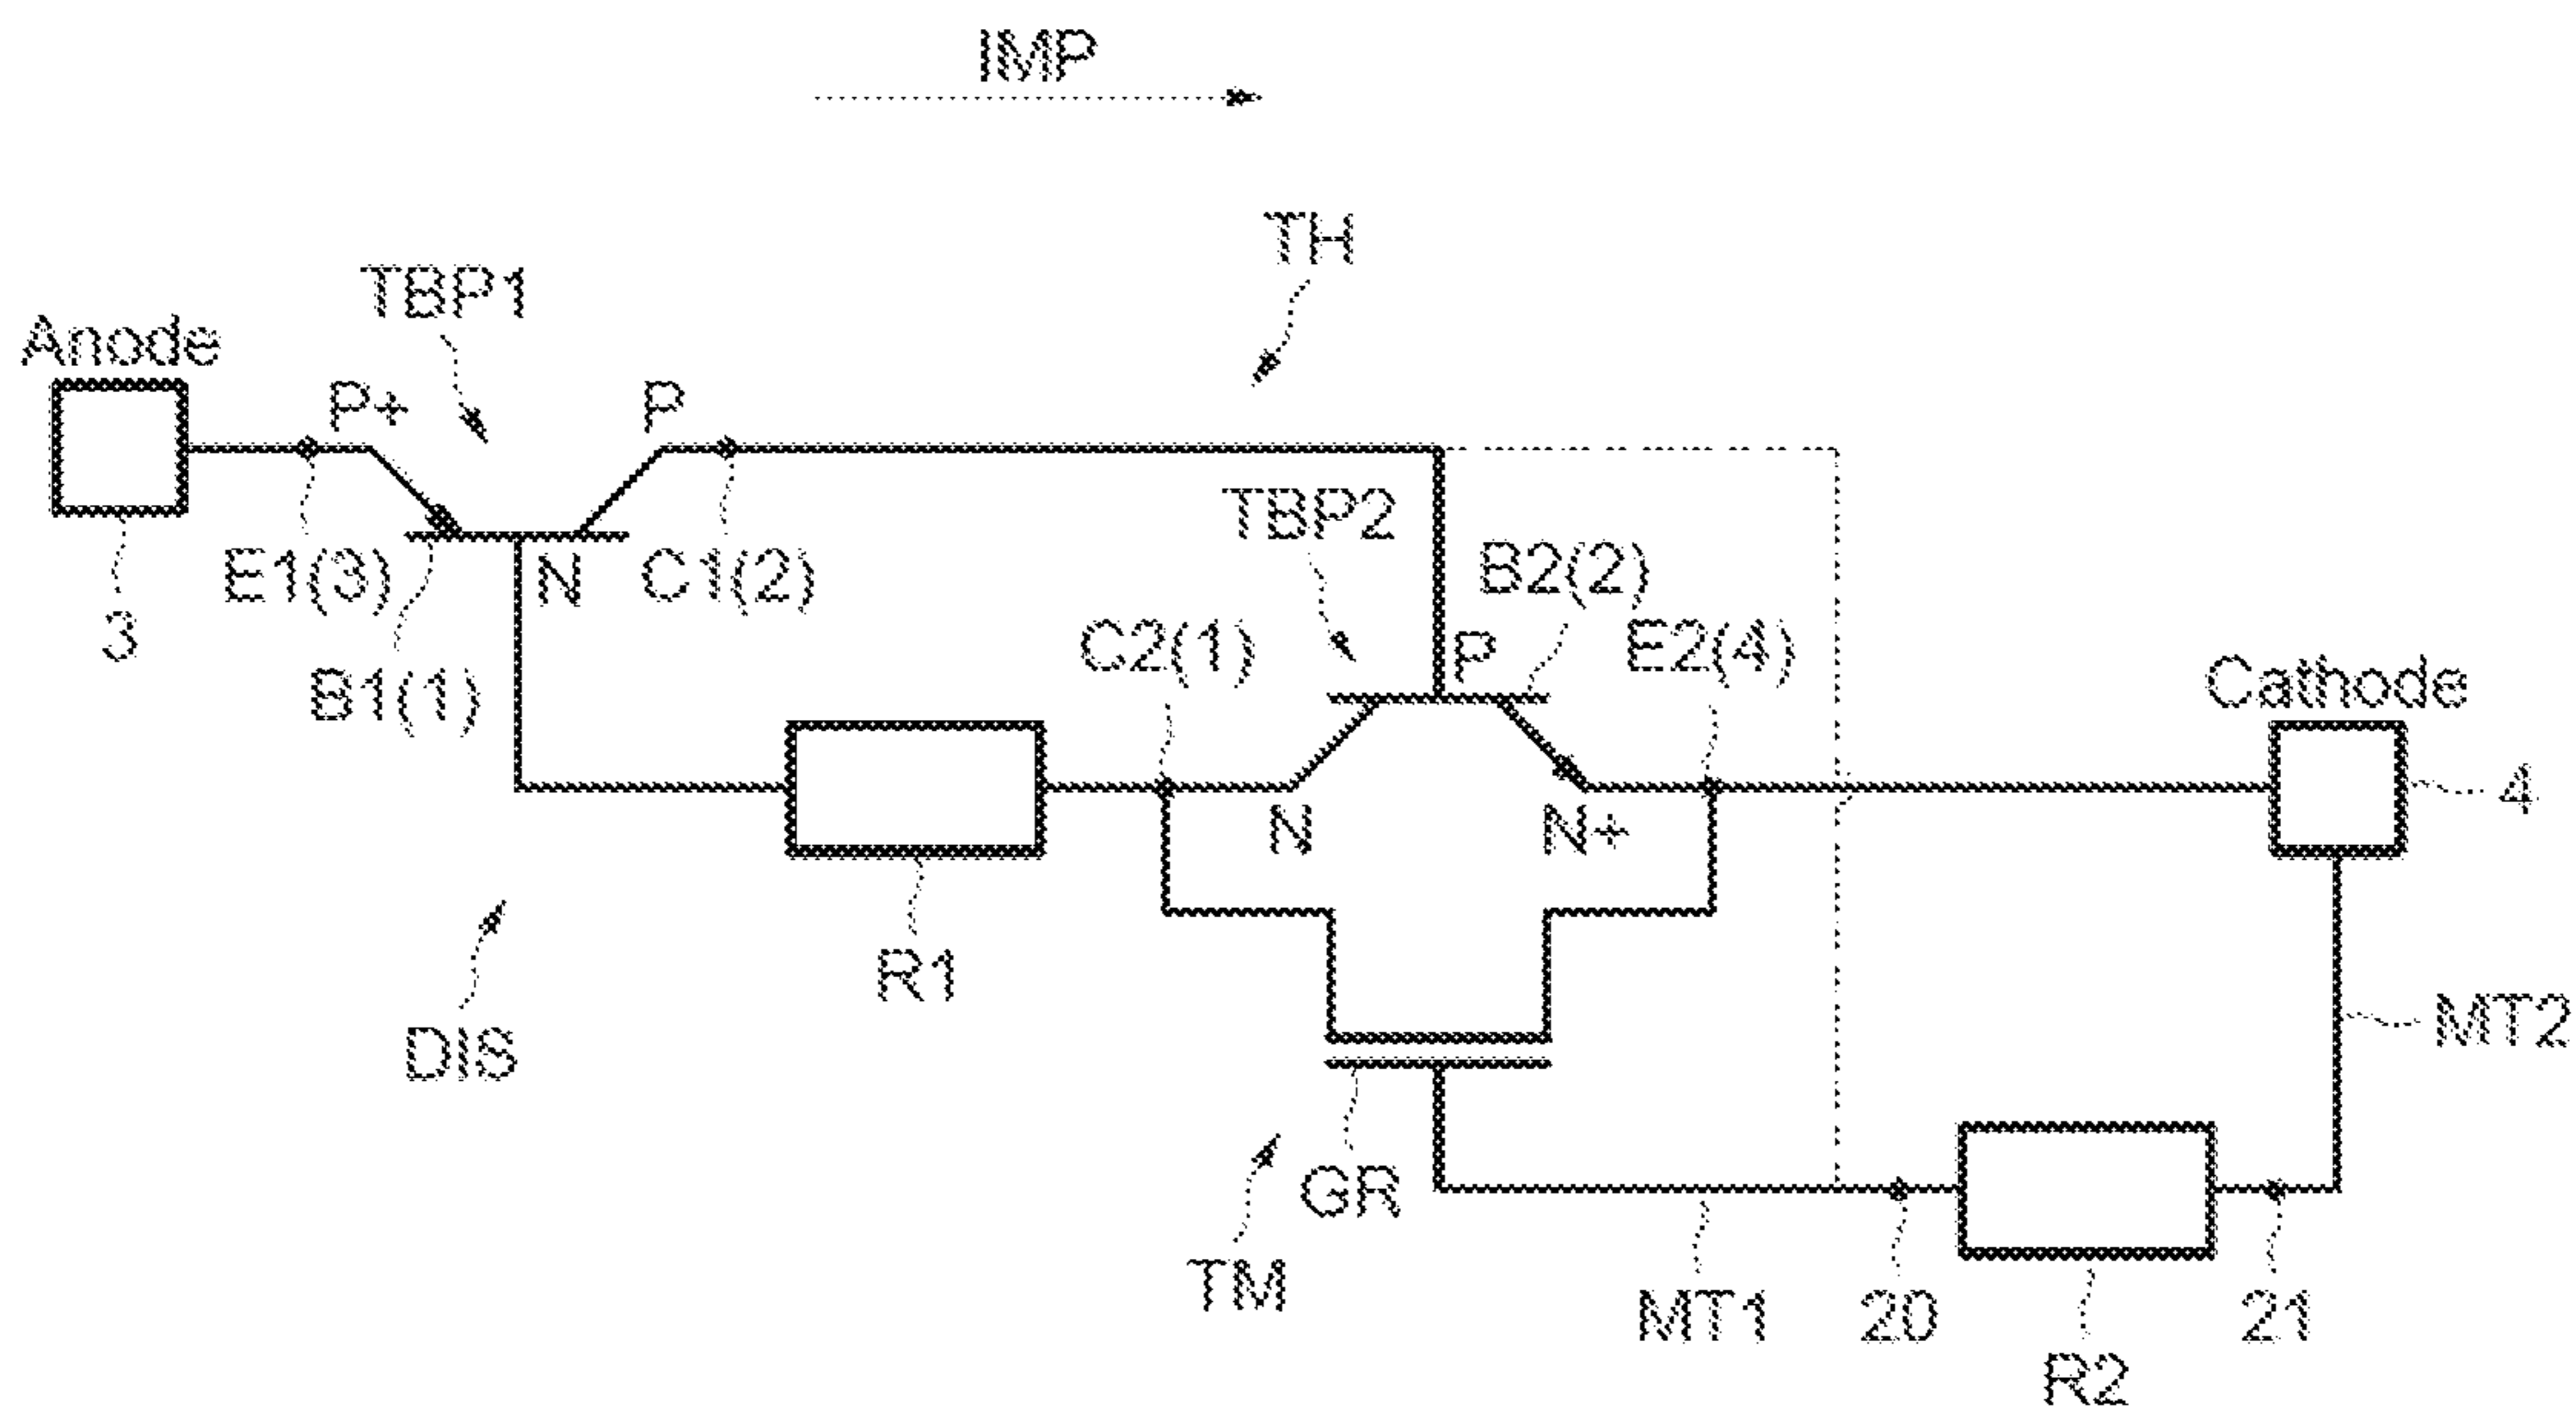 IMP
TH
TBP1
Anode
P+
P
TBP2
B2(2)
E1(3)
N
C1(2)
3
C2(1)
P
E2(4)
B1(1)
Cathode
4
N
N+
R1
DIS
MT2
GR
TM
MT1
20
21
R2